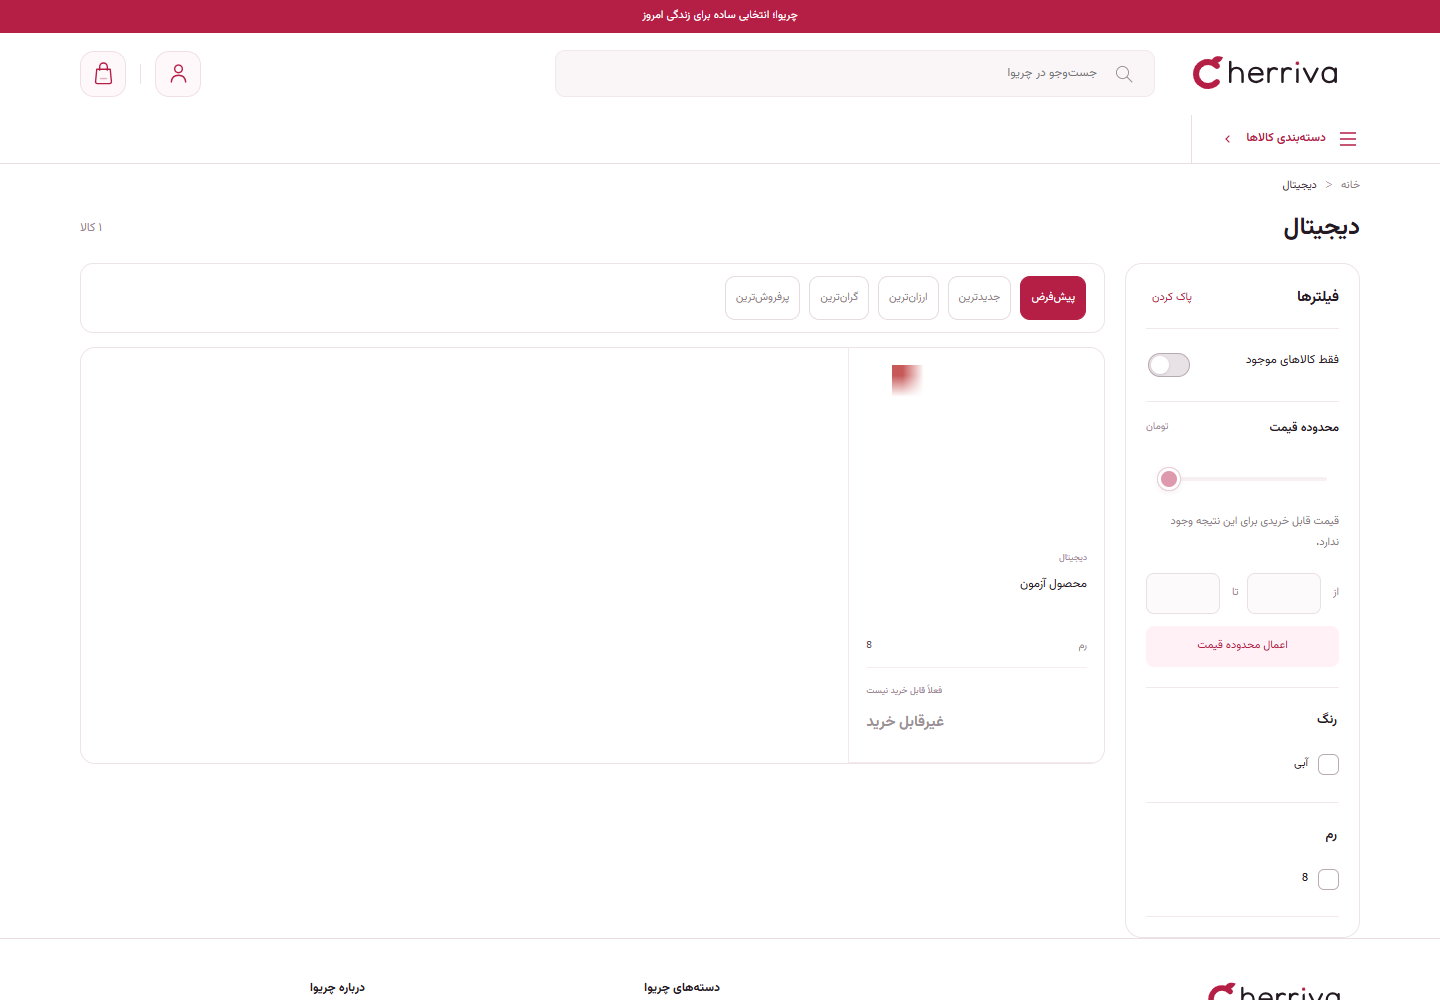 چریوا؛ انتخابی ساده برای زندگی امروز
Cherriva
جست‌وجو در چریوا
دسته‌بندی کالاها
خانه > دیجیتال
دیجیتال
۱ کالا
فیلترها
پاک کردن
فقط کالاهای موجود
محدوده قیمت
تومان
قیمت قابل خریدی برای این نتیجه وجود
ندارد.
از
تا
اعمال محدوده قیمت
رنگ
آبی
رم
8
پیش‌فرض
جدیدترین
ارزان‌ترین
گران‌ترین
پرفروش‌ترین
دیجیتال
محصول آزمون
رم
8
فعلاً قابل خرید نیست
غیرقابل خرید
Cherriva
دسته‌های چریوا
درباره چریوا